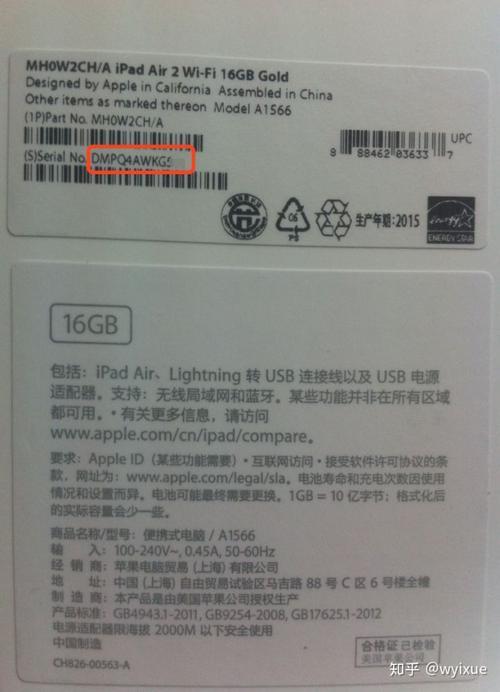 MH0W2CH/A iPad Air 2 Wi-Fi 16GB Gold
Designed by Apple in California Assembled in China
Other items as marked thereon Model A1566
(1P)Part No. MH0W2CH/A
(S)Serial No. DMPQ4AWKG5
UPC
8 88462 03633 7
06
PS
生产年期:2015
energy
ENERGY STAR
16GB
包括:iPad Air、Lightning 转 USB 连接线以及 USB 电源
适配器。支持:无线局域网和蓝牙。某些功能并非在所有区域
都可用。·有关更多信息,请访问
www.apple.com/cn/ipad/compare。
要求:Apple ID(某些功能需要)·互联网访问·接受软件许可协议的条
款,网址为:www.apple.com/legal/sla。电池寿命和充电次数因使用
情况和设置而异。电池可能最终需要更换。1GB = 10 亿字节;格式化后
的实际容量会少一些。
商品名称/型号:便携式电脑 / A1566
输 入:100-240V~, 0.45A, 50-60Hz
经 销 商:苹果电脑贸易 (上海) 有限公司
地 址:中国 (上海) 自由贸易试验区马吉路 88 号 C 区 6 号楼全幢
制 造 商:本产品是由美国苹果公司授权生产
产品标准:GB4943.1-2011, GB9254-2008, GB17625.1-2012
电源适配器限海拔 2000M 以下安全使用
中国制造
CH826-00563-A
合格证 已检验
美国苹果公司
知乎 @wyixue